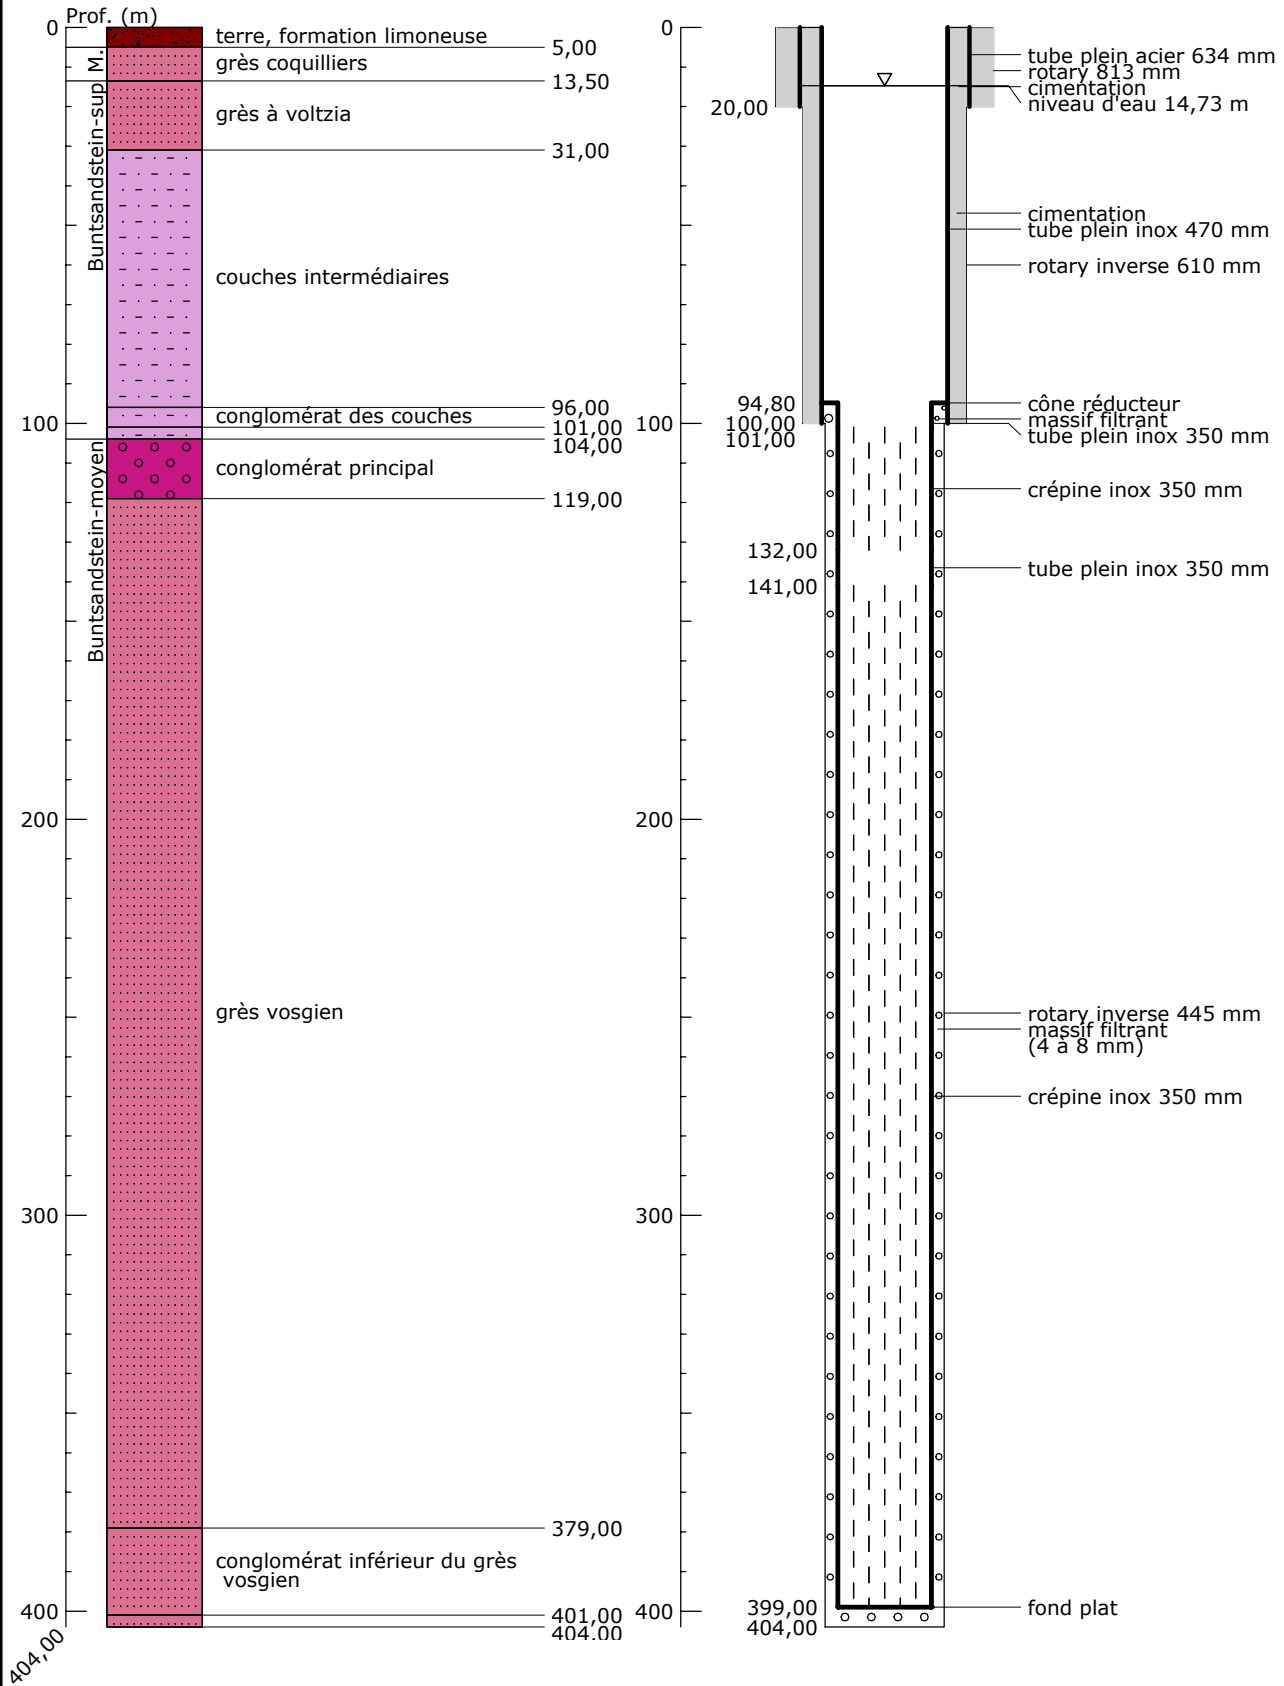 Prof. (m)
0
100
200
300
400
404,00
Buntsandstein-sup
M.
Buntsandstein-moyen
terre, formation limoneuse
5,00
grès coquilliers
13,50
grès à voltzia
31,00
couches intermédiaires
96,00
conglomérat des couches
101,00
104,00
conglomérat principal
119,00
grès vosgien
379,00
conglomérat inférieur du grès
vosgien
401,00
404,00
0
100
200
300
400
20,00
94,80
100,00
101,00
132,00
141,00
399,00
404,00
tube plein acier 634 mm
rotary 813 mm
cimentation
niveau d'eau 14,73 m
cimentation
tube plein inox 470 mm
rotary inverse 610 mm
cône réducteur
massif filtrant
tube plein inox 350 mm
crépine inox 350 mm
tube plein inox 350 mm
rotary inverse 445 mm
massif filtrant
(4 à 8 mm)
crépine inox 350 mm
fond plat